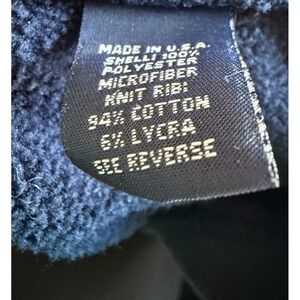 MADE IN U.S.A.
SHELL: 100%
POLYESTER
MICROFIBER
KNIT RIB:
94% COTTON
6% LYCRA
SEE REVERSE